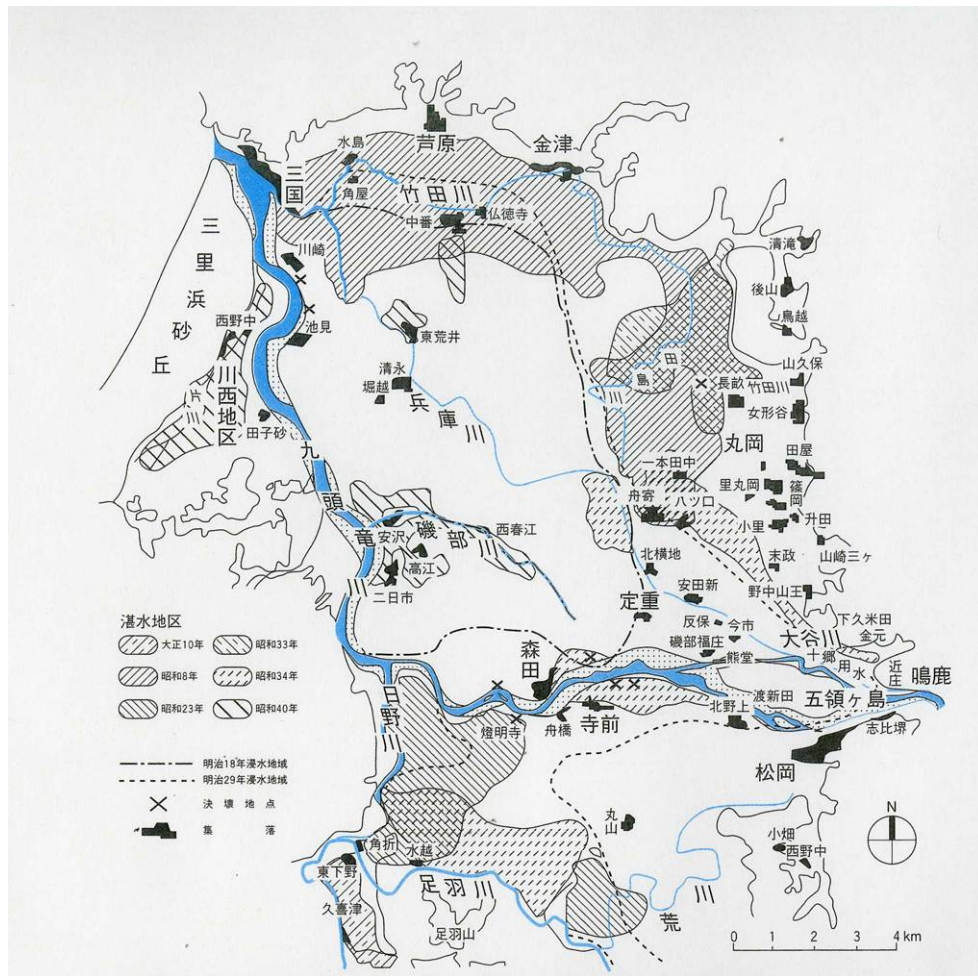 芦原
金津
水島
三国
角屋
竹田川
仏徳寺
中番
清滝
川崎
三里浜砂丘
後山
鳥越
西野中
池見
東荒井
田島川
山久保
川西地区
片川
清永
堀越
長畝
竹田川
女形谷
兵庫川
丸岡
田子砂
九頭竜川
一本田中
田屋
里丸岡
篠岡
舟寄
八ツ口
小里
升田
磯部川
西春江
安沢
高江
二日市
北横地
末政
山崎三ヶ
安田新
野中山王
定重
反保
今市
大谷川
下久米田
金元
磯部福庄
十郷用水
近庄
鳴鹿
熊堂
森田
渡新田
五領ヶ島
日野川
燈明寺
舟橋
寺前
北野上
志比堺
松岡
湛水地区
大正10年
昭和33年
昭和8年
昭和34年
昭和23年
昭和40年
明治18年浸水地域
明治29年浸水地域
決壊地点
集落
丸山
N
小畑
西野中
角折
水越
東下野
足羽川
久喜津
足羽山
荒川
0 1 2 3 4km